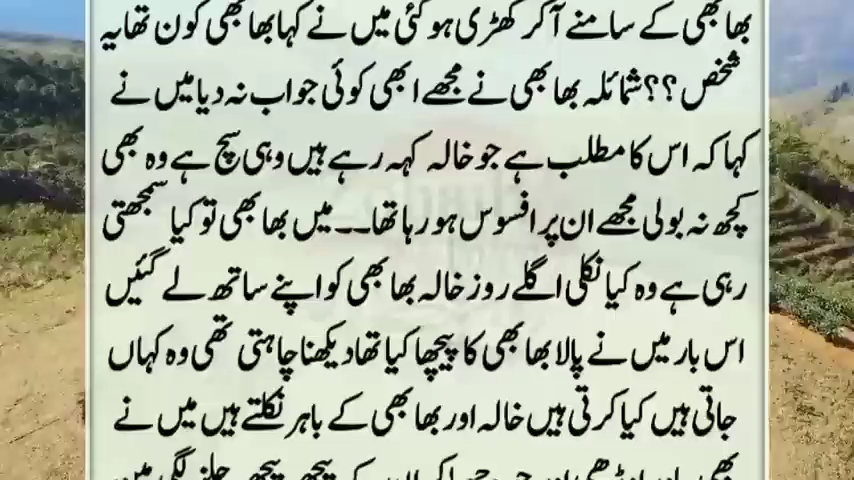 بھابھی کے سامنے آ کر کھڑی ہو گئی میں نے کہا بھابھی کون تھا یہ
شخص ؟؟ شمائلہ بھابھی نے مجھے ابھی کوئی جواب نہ دیا میں نے
کہا کہ اس کا مطلب ہے جو خالہ کہہ رہے ہیں وہی سچ ہے وہ بھی
کچھ نہ بولی مجھے ان پر افسوس ہو رہا تھا۔۔ میں بھابھی تو کیا سمجھتی
رہی ہے وہ کیا نکلی اگلے روز خالہ بھابھی کو اپنے ساتھ لے گئیں
اس بار میں نے پالا بھابھی کا پیچھا کیا تھا دیکھنا چاہتی تھی وہ کہاں
جاتی ہیں کیا کرتی ہیں خالہ اور بھابھی کے باہر نکلتے ہیں میں نے